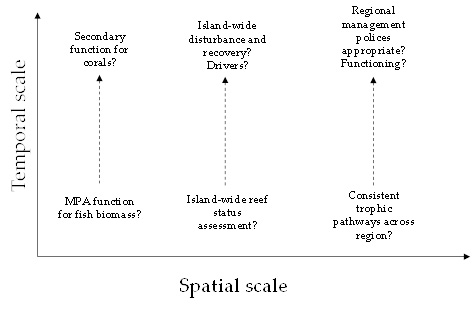 Temporal scale
Secondary
function for
corals?
Island-wide
disturbance and
recovery?
Drivers?
Regional
management
polices
appropriate?
Functioning?
MPA function
for fish biomass?
Island-wide reef
status
assessment?
Consistent
trophic
pathways across
region?
Spatial scale